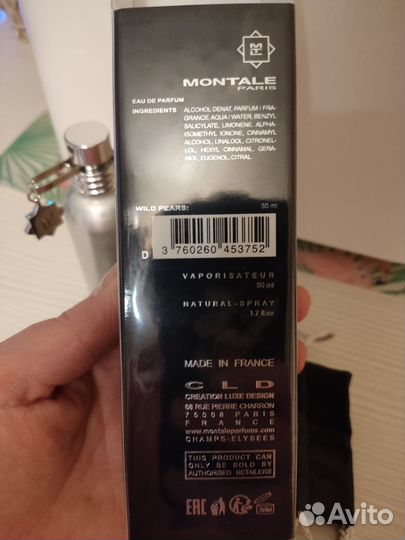 MONTALE
PARIS
EAU DE PARFUM
INGREDIENTS
ALCOHOL DENAT, PARFUM / FRA-
GRANCE, AQUA / WATER, BENZYL
SALICYLATE, LIMONENE, ALPHA-
ISOMETHYL IONONE, CINNAMYL
ALCOHOL, LINALOOL, CITRONEL-
LOL, HEXYL CINNAMAL, GERA-
NIOL, EUGENOL, CITRAL.
WILD PEARS: 50 ml
D 3 760260 453752
VAPORISATEUR
50 ml
NATURAL-SPRAY
1.7 fl.oz
MADE IN FRANCE
CLD
CREATION LUXE DESIGN
68 RUE PIERRE CHARRON
75008 PARIS
FRANCE
www.montaleparfums.com
CHAMPS-ELYSEES
THIS PRODUCT CAN
ONLY BE SOLD BY
AUTHORISED RETAILERS
EAC
Avito